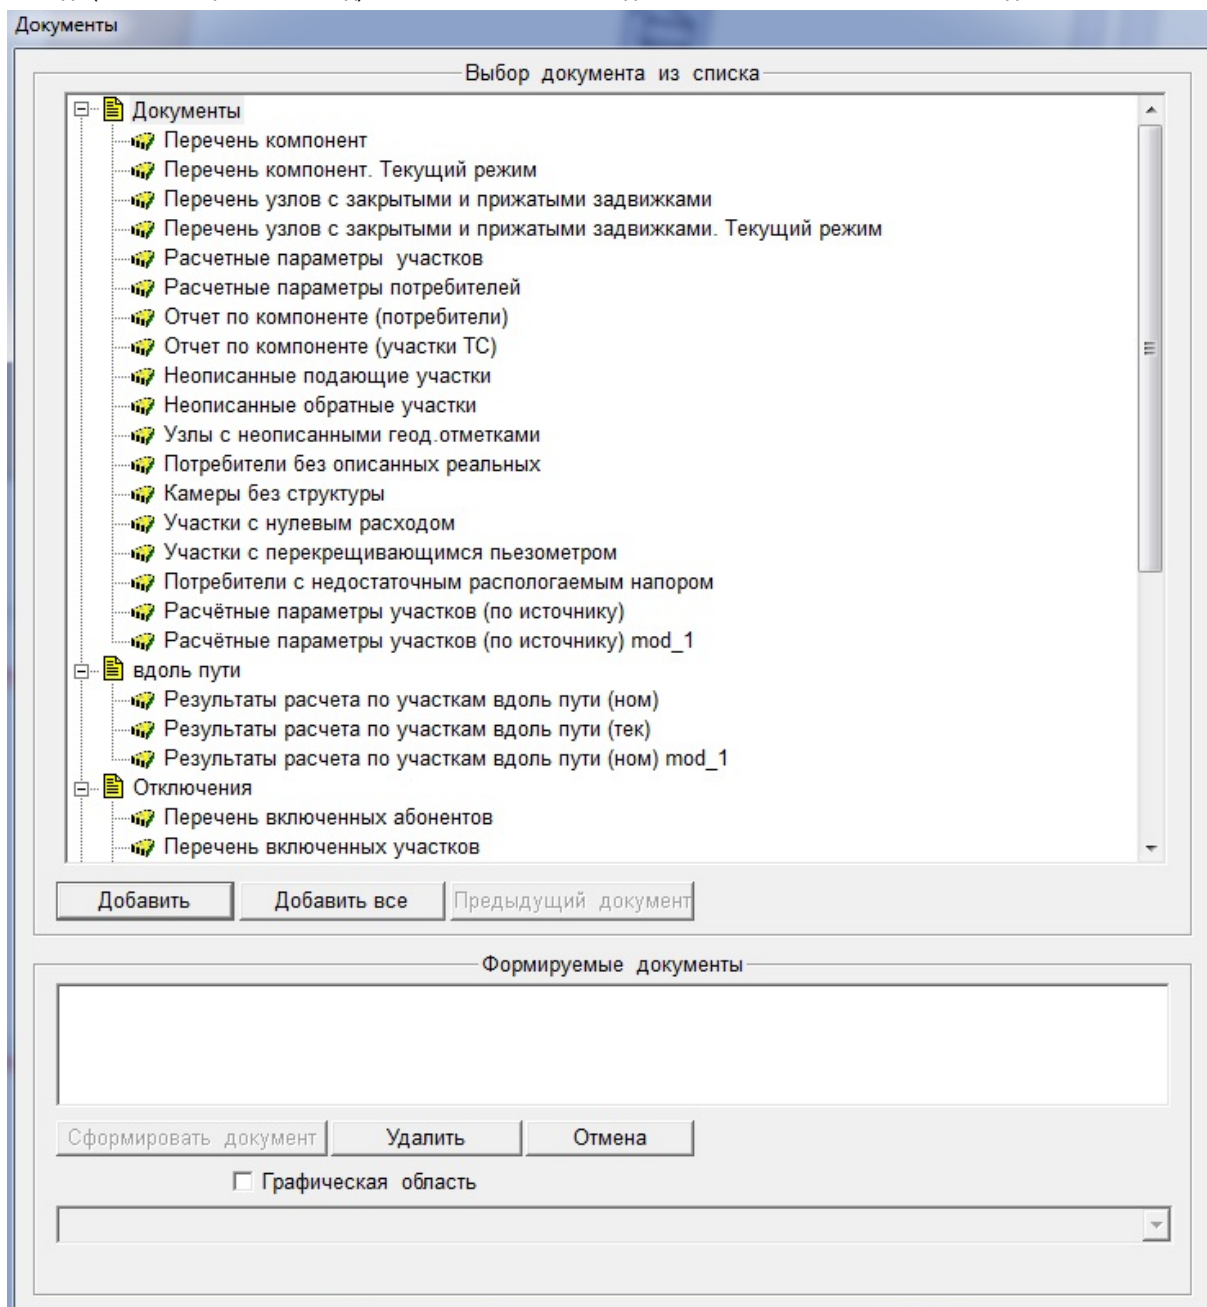 Документы
Выбор документа из списка
Документы
Перечень компонент
Перечень компонент. Текущий режим
Перечень узлов с закрытыми и прижатыми задвижками
Перечень узлов с закрытыми и прижатыми задвижками. Текущий режим
Расчетные параметры участков
Расчетные параметры потребителей
Отчет по компоненте (потребители)
Отчет по компоненте (участки ТС)
Неописанные подающие участки
Неописанные обратные участки
Узлы с неописанными геод.отметками
Потребители без описанных реальных
Камеры без структуры
Участки с нулевым расходом
Участки с перекрещивающимся пьезометром
Потребители с недостаточным распологаемым напором
Расчётные параметры участков (по источнику)
Расчётные параметры участков (по источнику) mod_1
вдоль пути
Результаты расчета по участкам вдоль пути (ном)
Результаты расчета по участкам вдоль пути (тек)
Результаты расчета по участкам вдоль пути (ном) mod_1
Отключения
Перечень включенных абонентов
Перечень включенных участков
Добавить Добавить все Предыдущий документ
Формируемые документы
Сформировать документ Удалить Отмена
Графическая область